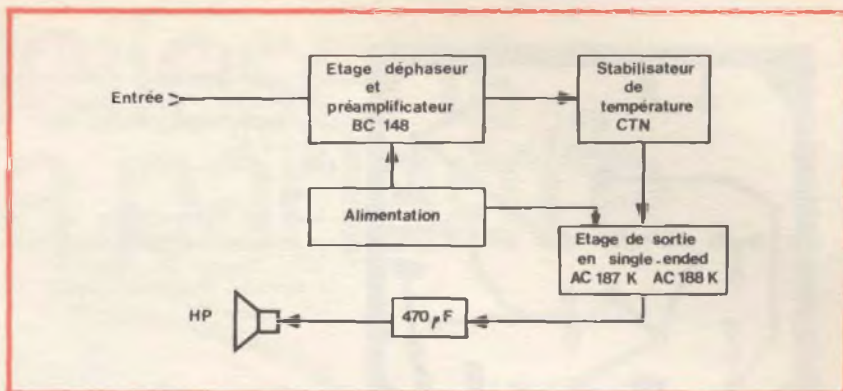 Etage déphaseur
et
préamplificateur
BC 148
Stabilisateur
de
température
CTN
Entrée
Alimentation
Etage de sortie
en single-ended
AC 187 K AC 188 K
HP
470 µF